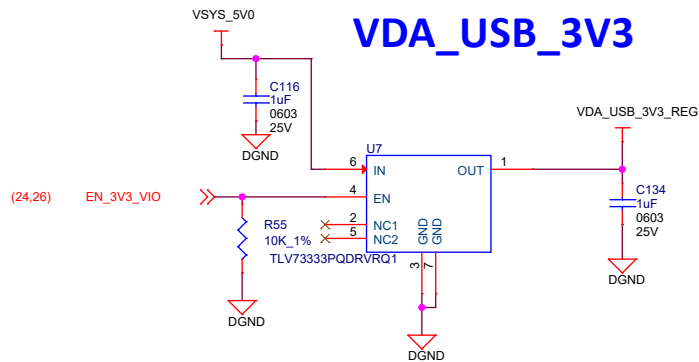 VSYS_5V0
VDA_USB_3V3
C116
1uF
0603
25V
DGND
VDA_USB_3V3_REG
U7
6
IN
OUT
1
(24,26)
EN_3V3_VIO
4
EN
C134
1uF
0603
25V
R55
10K_1%
2
NC1
5
NC2
GND
GND
TLV73333PQDRVRQ1
3
7
DGND
DGND
DGND